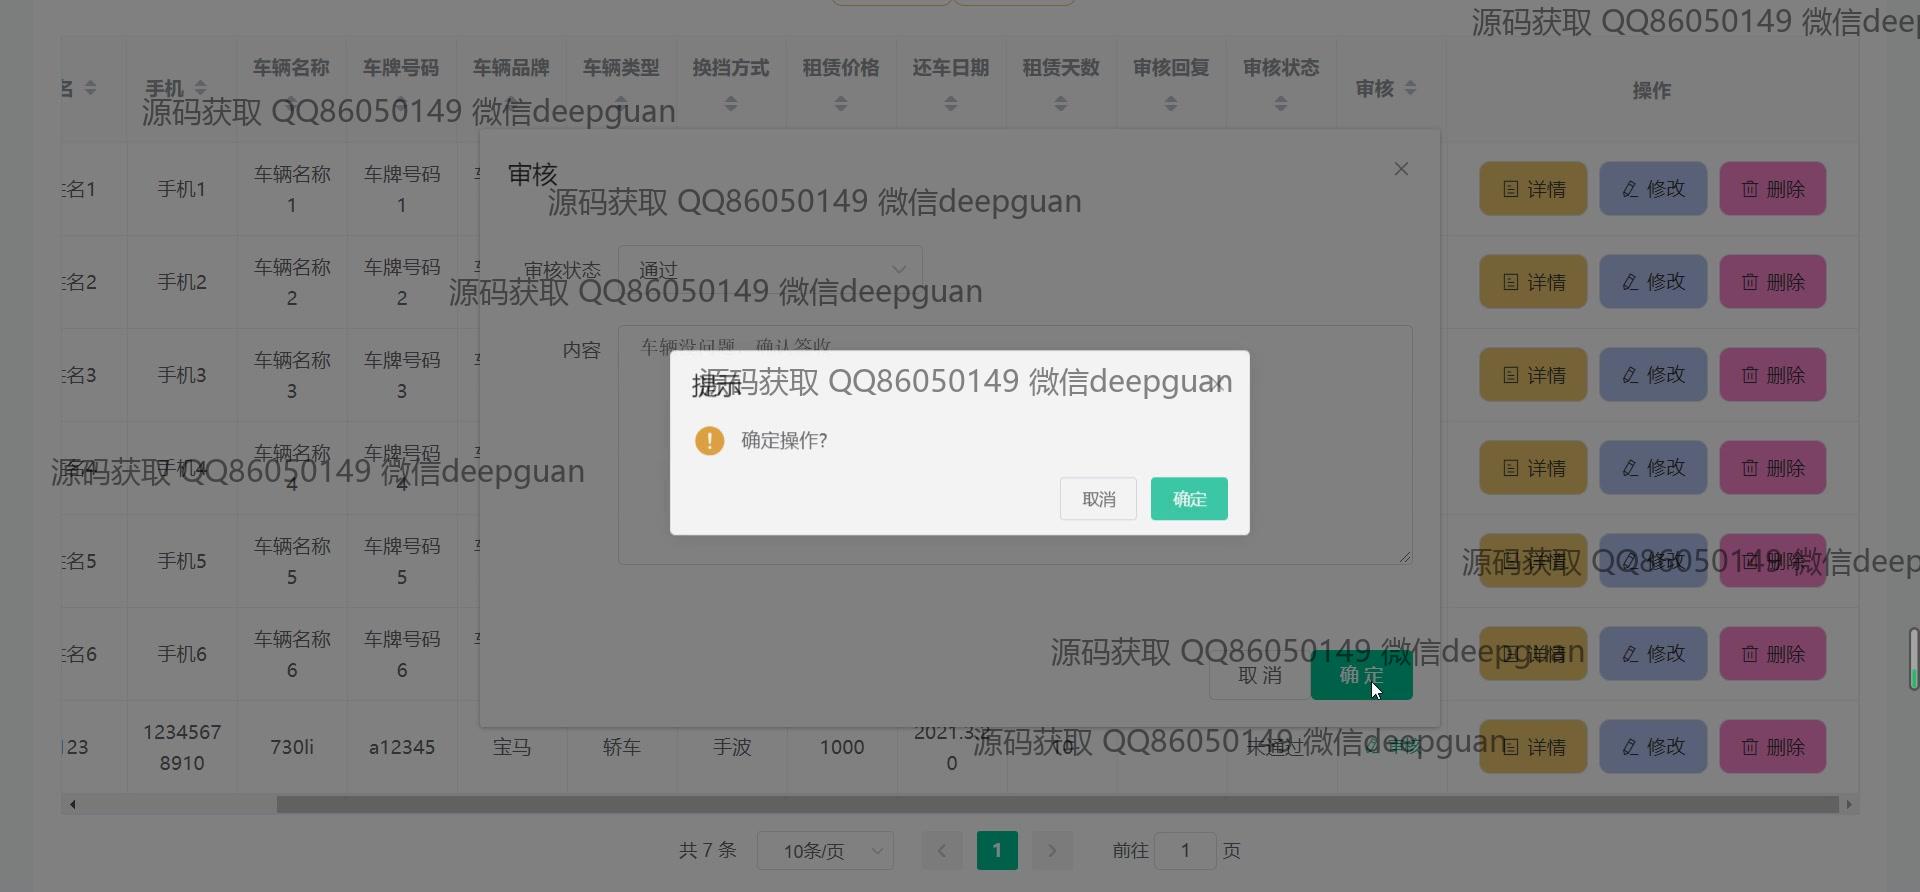 源码获取 QQ86050149 微信deep
名 手机 车辆名称 车牌号码 车辆品牌 车辆类型 换挡方式 租赁价格 还车日期 租赁天数 审核回复 审核状态 审核 操作
源码获取 QQ86050149 微信deepguan
审核
名1 手机1 车辆名称1 车牌号码1 详情 修改 删除
源码获取 QQ86050149 微信deepguan
审核状态 通过
名2 手机2 车辆名称2 车牌号码2 详情 修改 删除
源码获取 QQ86050149 微信deepguan
内容 车辆没问题，确认签收
名3 手机3 车辆名称3 车牌号码3 详情 修改 删除
提示
源码获取 QQ86050149 微信deepguan
确定操作?
名4 手机4 车辆名称4 车牌号码4 详情 修改 删除
源码获取 QQ86050149 微信deepguan
取消 确定
名5 手机5 车辆名称5 车牌号码5 详情 修改 删除
源码获取 QQ86050149 微信deep
名6 手机6 车辆名称6 车牌号码6 详情 修改 删除
源码获取 QQ86050149 微信deepguan
取 消 确 定
123 12345678910 730li a12345 宝马 轿车 手波 1000 2021.3.20 10 未通过 审核 详情 修改 删除
源码获取 QQ86050149 微信deepguan
共 7 条 10条/页 1 前往 1 页